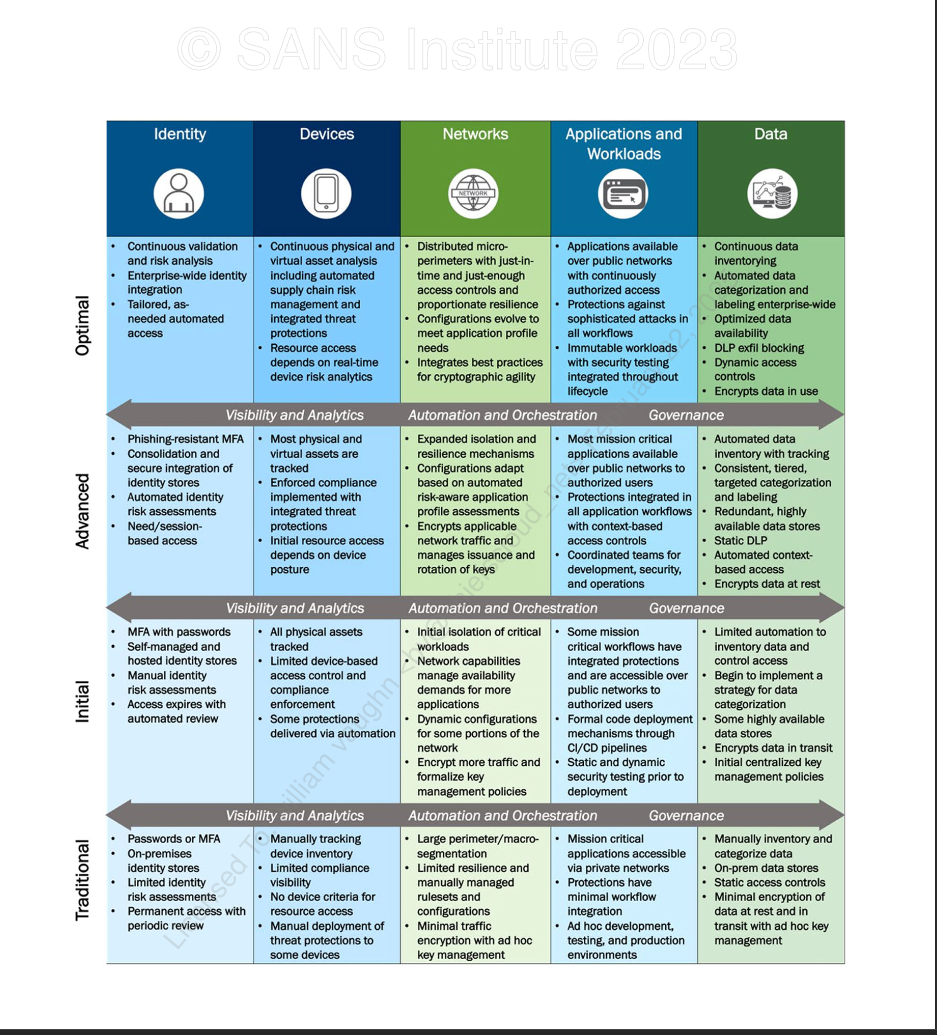 © SANS Institute 2023
Identity
Devices
Networks
NETWORK
Applications and
Workloads
Data
Optimal
• Continuous validation
and risk analysis
• Enterprise-wide identity
integration
• Tailored, as-
needed automated
access
• Continuous physical and
virtual asset analysis
including automated
supply chain risk
management and
integrated threat
protections
• Resource access
depends on real-time
device risk analytics
• Distributed micro-
perimeters with just-in-
time and just-enough
access controls and
proportionate resilience
• Configurations evolve to
meet application profile
needs
• Integrates best practices
for cryptographic agility
• Applications available
over public networks
with continuously
authorized access
• Protections against
sophisticated attacks in
all workflows
• Immutable workloads
with security testing
integrated throughout
lifecycle
• Continuous data
inventorying
• Automated data
categorization and
labeling enterprise-wide
• Optimized data
availability
• DLP exfil blocking
• Dynamic access
controls
• Encrypts data in use
Visibility and Analytics Automation and Orchestration Governance
Advanced
• Phishing-resistant MFA
• Consolidation and
secure integration of
identity stores
• Automated identity
risk assessments
• Need/session-
based access
• Most physical and
virtual assets are
tracked
• Enforced compliance
implemented with
integrated threat
protections
• Initial resource access
depends on device
posture
• Expanded isolation and
resilience mechanisms
• Configurations adapt
based on automated
risk-aware application
profile assessments
• Encrypts applicable
network traffic and
manages issuance and
rotation of keys
• Most mission critical
applications available
over public networks to
authorized users
• Protections integrated in
all application workflows
with context-based
access controls
• Coordinated teams for
development, security,
and operations
• Automated data
inventory with tracking
• Consistent, tiered,
targeted categorization
and labeling
• Redundant, highly
available data stores
• Static DLP
• Automated context-
based access
• Encrypts data at rest
Visibility and Analytics Automation and Orchestration Governance
Initial
• MFA with passwords
• Self-managed and
hosted identity stores
• Manual identity
risk assessments
• Access expires with
automated review
• All physical assets
tracked
• Limited device-based
access control and
compliance
enforcement
• Some protections
delivered via automation
• Initial isolation of critical
workloads
• Network capabilities
manage availability
demands for more
applications
• Dynamic configurations
for some portions of the
network
• Encrypt more traffic and
formalize key
management policies
• Some mission
critical workflows have
integrated protections
and are accessible over
public networks to
authorized users
• Formal code deployment
mechanisms through
CI/CD pipelines
• Static and dynamic
security testing prior to
deployment
• Limited automation to
inventory data and
control access
• Begin to implement a
strategy for data
categorization
• Some highly available
data stores
• Encrypts data in transit
• Initial centralized key
management policies
Visibility and Analytics Automation and Orchestration Governance
Traditional
• Passwords or MFA
• On-premises
identity stores
• Limited identity
risk assessments
• Permanent access with
periodic review
• Manually tracking
device inventory
• Limited compliance
visibility
• No device criteria for
resource access
• Manual deployment of
threat protections to
some devices
• Large perimeter/macro-
segmentation
• Limited resilience and
manually managed
rulesets and
configurations
• Minimal traffic
encryption with ad hoc
key management
• Mission critical
applications accessible
via private networks
• Protections have
minimal workflow
integration
• Ad hoc development,
testing, and production
environments
• Manually inventory and
categorize data
• On-prem data stores
• Static access controls
• Minimal encryption of
data at rest and in
transit with ad hoc key
management
Licensed To: william vaughn